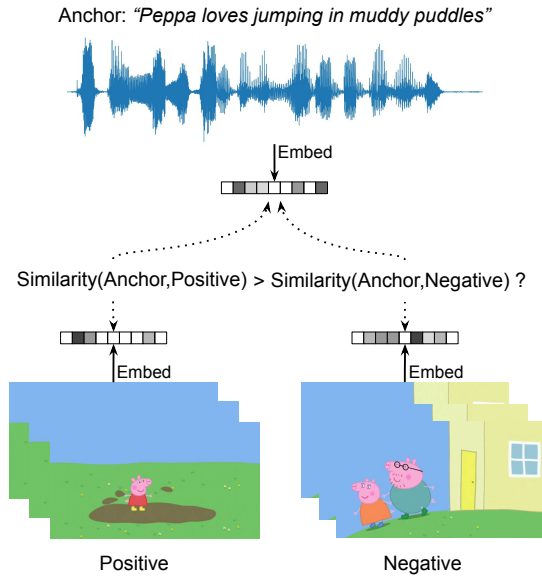 Anchor: “Peppa loves jumping in muddy puddles”
Embed
Similarity(Anchor,Positive) > Similarity(Anchor,Negative) ?
Embed
Embed
Positive
Negative